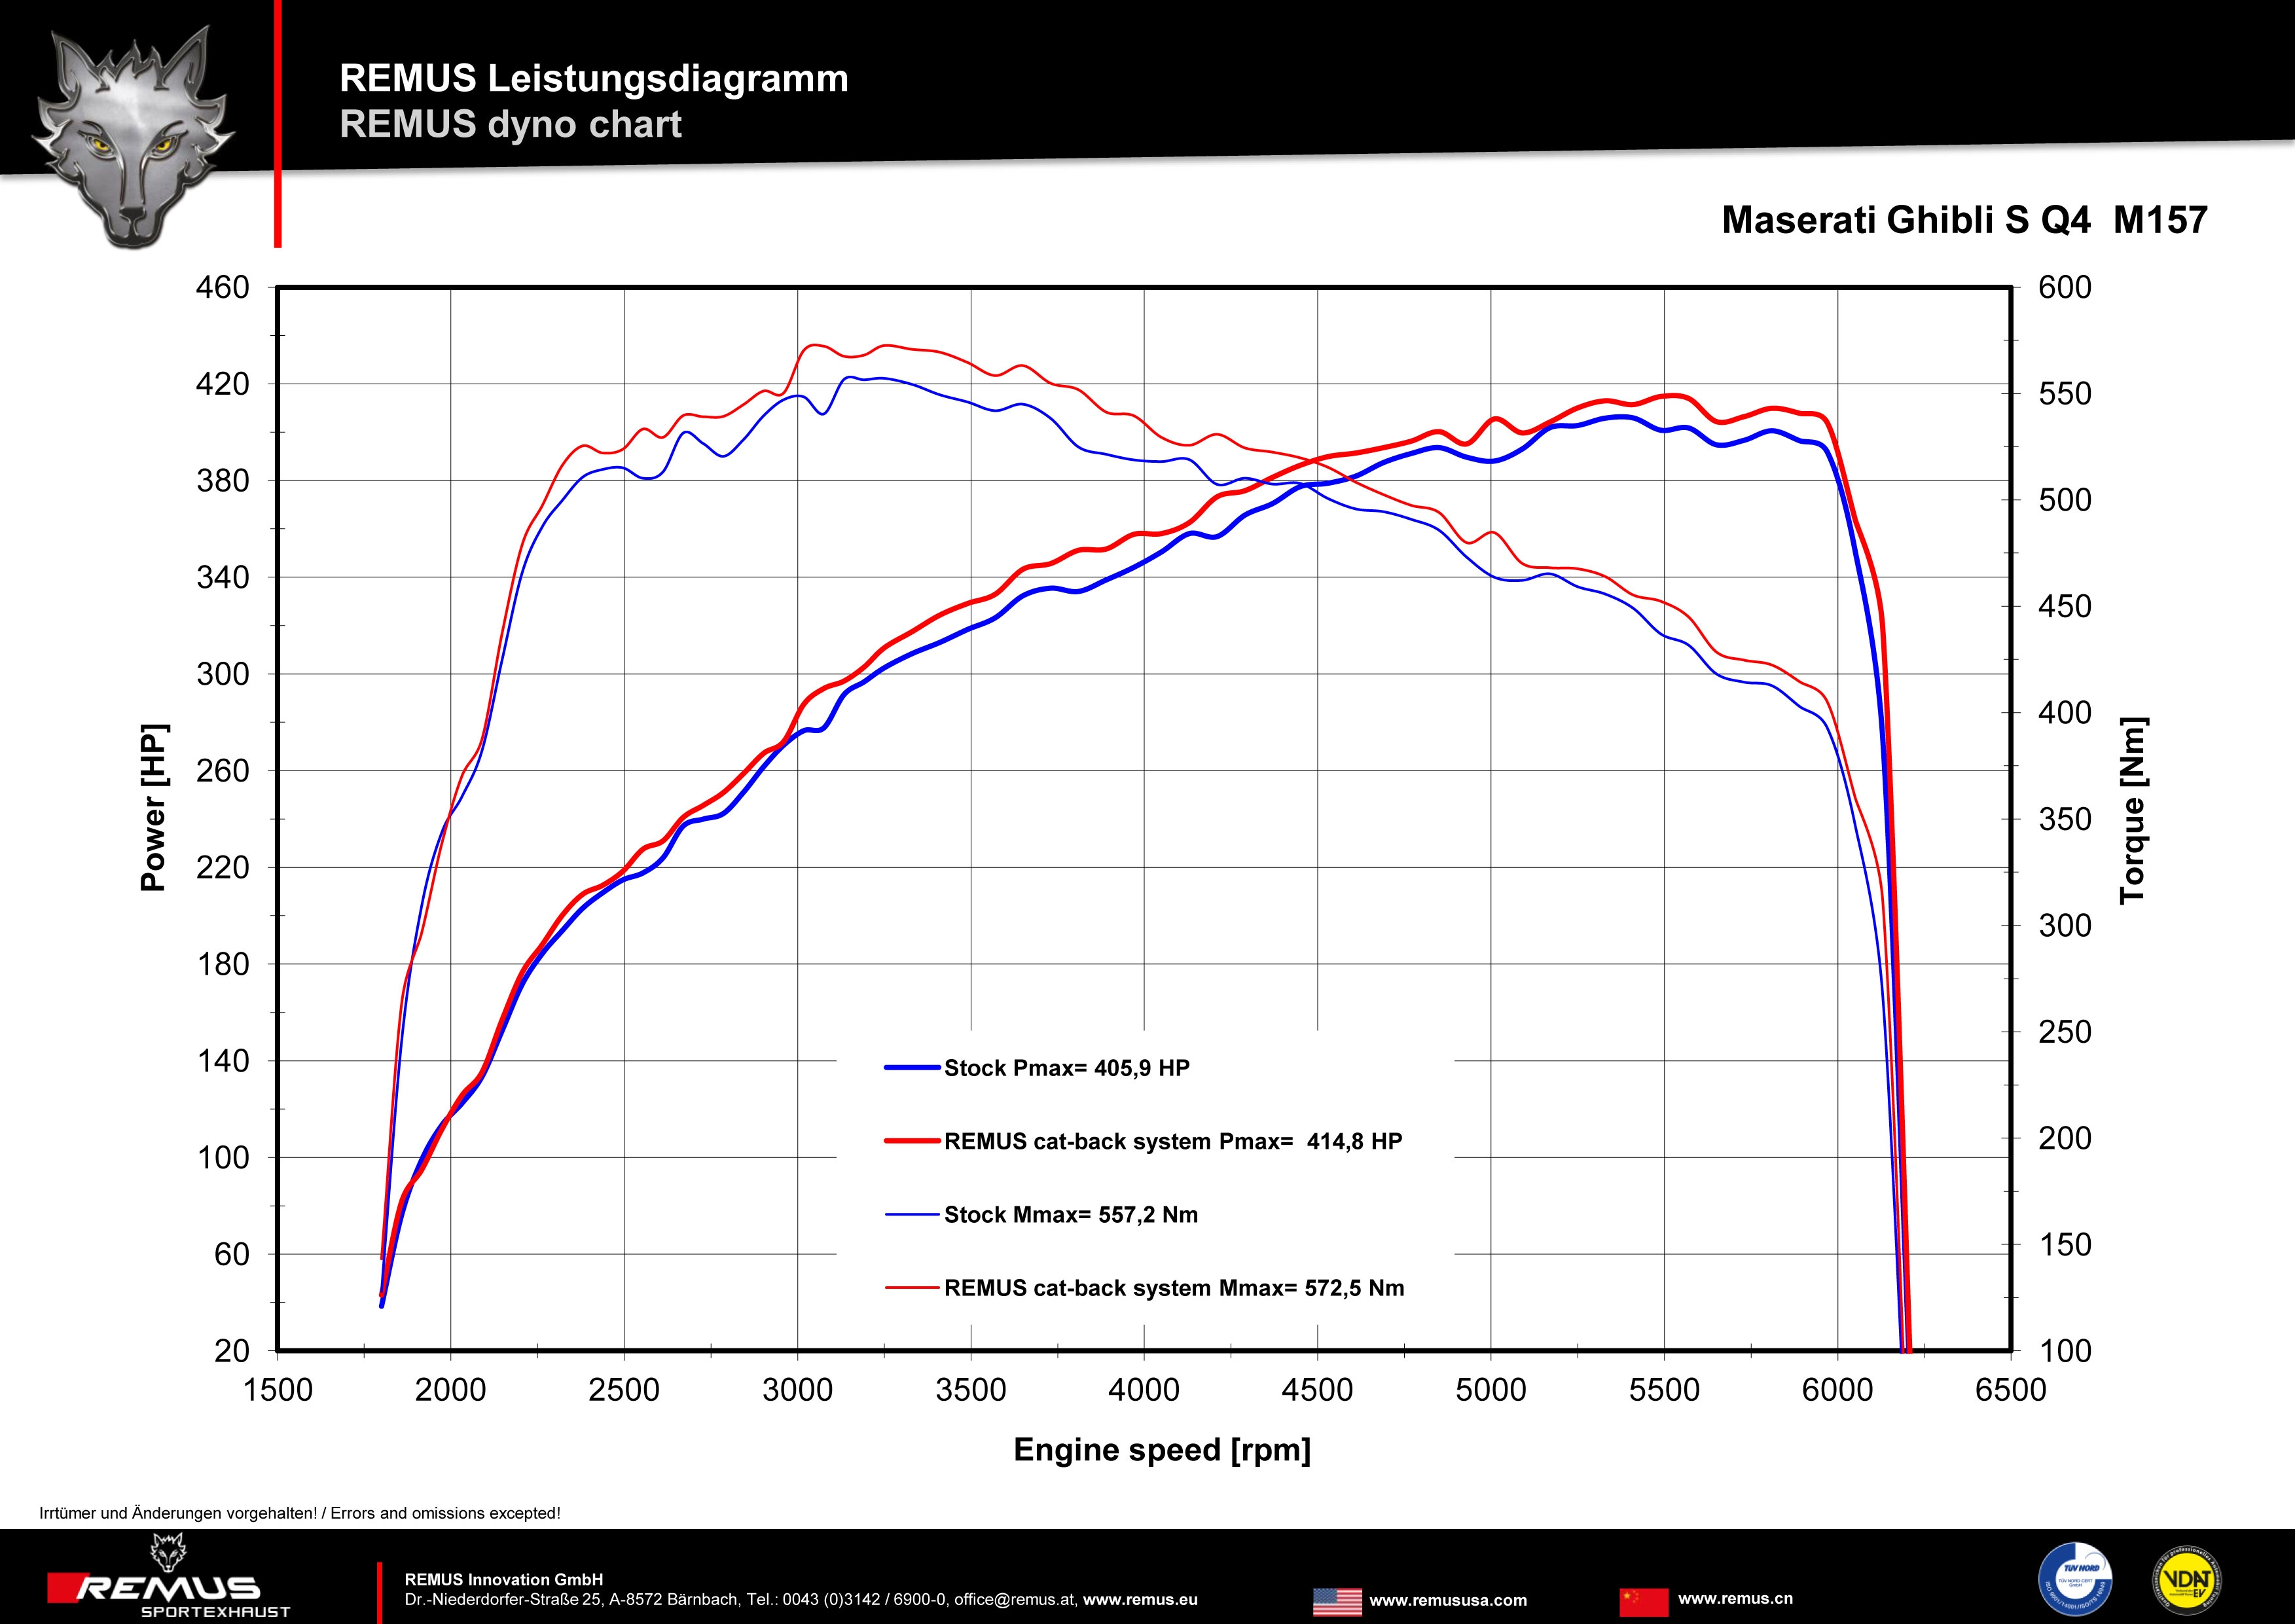 REMUS Leistungsdiagramm
REMUS dyno chart
Maserati Ghibli S Q4  M157
460
420
380
340
300
260
220
180
140
100
60
20
Power [HP]
600
550
500
450
400
350
300
250
200
150
100
Torque [Nm]
Stock Pmax= 405,9 HP
REMUS cat-back system Pmax=  414,8 HP
Stock Mmax= 557,2 Nm
REMUS cat-back system Mmax= 572,5 Nm
1500 2000 2500 3000 3500 4000 4500 5000 5500 6000 6500
Engine speed [rpm]
Irrtümer und Änderungen vorgehalten! / Errors and omissions excepted!
REMUS
SPORTEXHAUST
REMUS Innovation GmbH
Dr.-Niederdorfer-Straße 25, A-8572 Bärnbach, Tel.: 0043 (0)3142 / 6900-0, office@remus.at, www.remus.eu
www.remususa.com
www.remus.cn
TÜV NORD
TÜV NORD CERT
GmbH
VDAT
EV